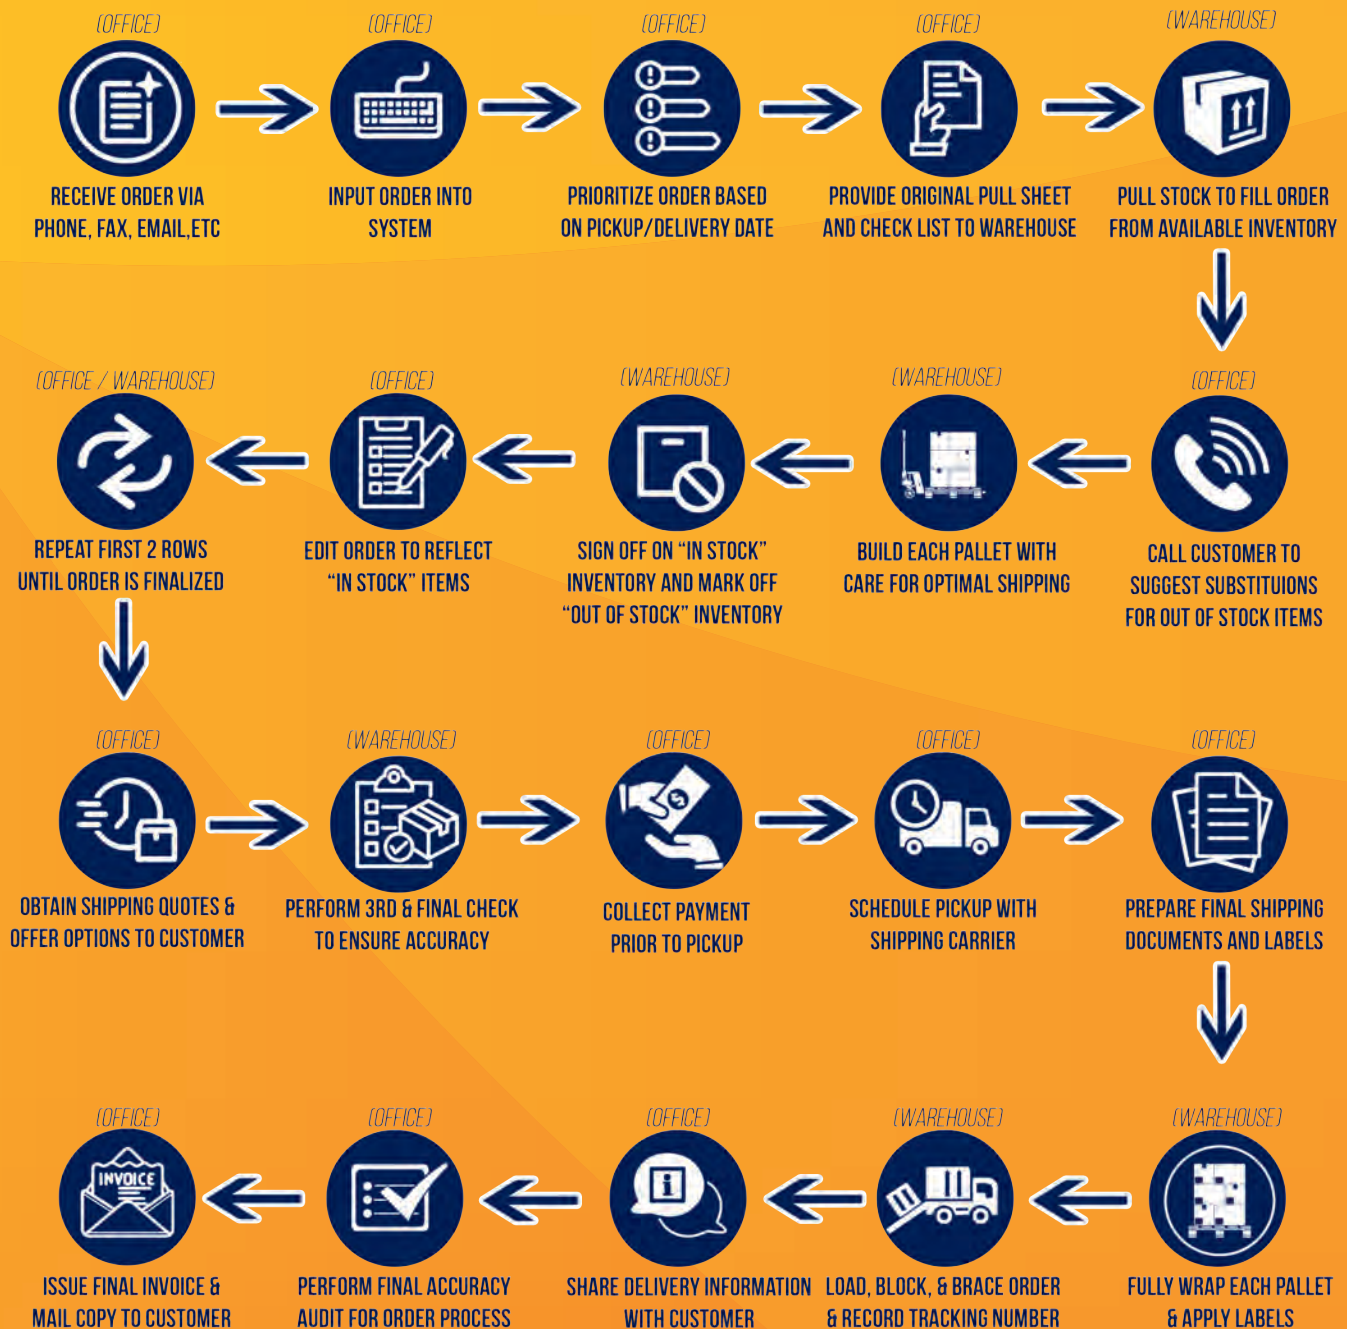 (OFFICE)
RECEIVE ORDER VIA
PHONE, FAX, EMAIL,ETC
(OFFICE)
INPUT ORDER INTO
SYSTEM
(OFFICE)
PRIORITIZE ORDER BASED
ON PICKUP/DELIVERY DATE
(OFFICE)
PROVIDE ORIGINAL PULL SHEET
AND CHECK LIST TO WAREHOUSE
(WAREHOUSE)
PULL STOCK TO FILL ORDER
FROM AVAILABLE INVENTORY
(OFFICE / WAREHOUSE)
REPEAT FIRST 2 ROWS
UNTIL ORDER IS FINALIZED
(OFFICE)
EDIT ORDER TO REFLECT
“IN STOCK” ITEMS
(WAREHOUSE)
SIGN OFF ON “IN STOCK”
INVENTORY AND MARK OFF
“OUT OF STOCK” INVENTORY
(WAREHOUSE)
BUILD EACH PALLET WITH
CARE FOR OPTIMAL SHIPPING
(OFFICE)
CALL CUSTOMER TO
SUGGEST SUBSTITUIONS
FOR OUT OF STOCK ITEMS
(OFFICE)
OBTAIN SHIPPING QUOTES &
OFFER OPTIONS TO CUSTOMER
(WAREHOUSE)
PERFORM 3RD & FINAL CHECK
TO ENSURE ACCURACY
(OFFICE)
COLLECT PAYMENT
PRIOR TO PICKUP
(OFFICE)
SCHEDULE PICKUP WITH
SHIPPING CARRIER
(OFFICE)
PREPARE FINAL SHIPPING
DOCUMENTS AND LABELS
(OFFICE)
INVOICE
ISSUE FINAL INVOICE &
MAIL COPY TO CUSTOMER
(OFFICE)
PERFORM FINAL ACCURACY
AUDIT FOR ORDER PROCESS
(OFFICE)
SHARE DELIVERY INFORMATION
WITH CUSTOMER
(WAREHOUSE)
LOAD, BLOCK, & BRACE ORDER
& RECORD TRACKING NUMBER
(WAREHOUSE)
FULLY WRAP EACH PALLET
& APPLY LABELS